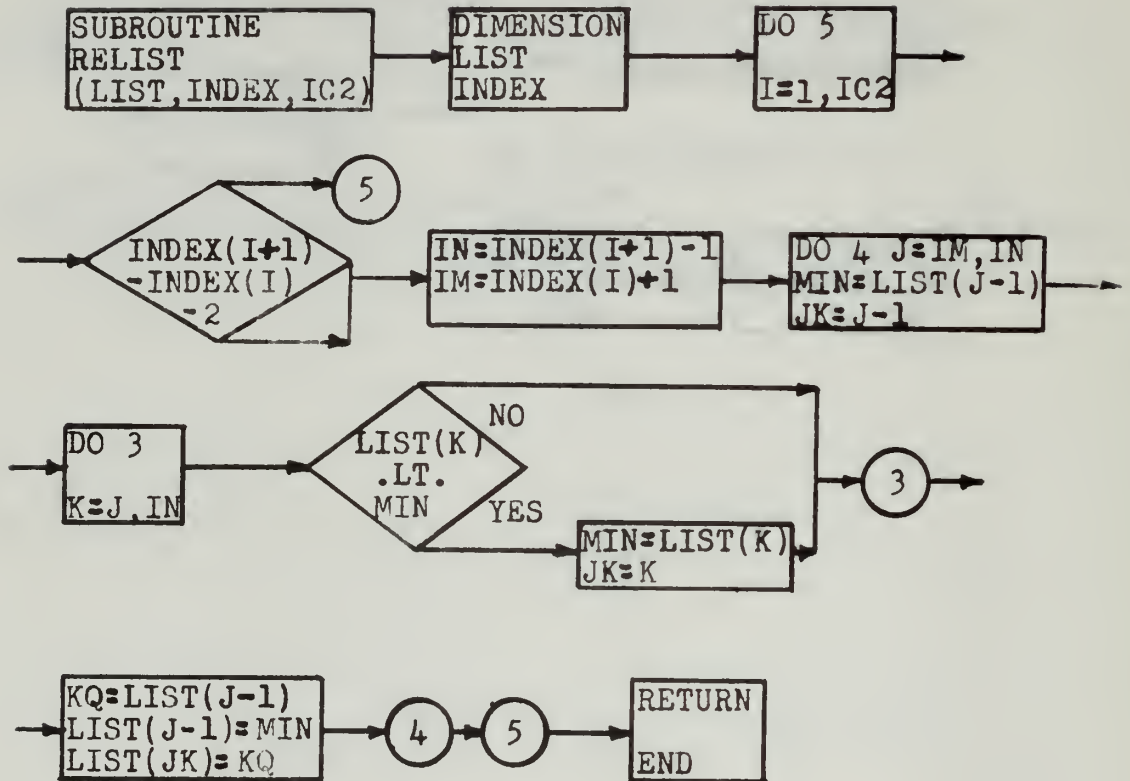 SUBROUTINE
RELIST
(LIST,INDEX,IC2)
DIMENSION
LIST
INDEX
DO 5
I=1,IC2
INDEX(I+1)
-INDEX(I)
-2
5
IN=INDEX(I+1)-1
IM=INDEX(I)+1
DO 4 J=IM,IN
MIN=LIST(J-1)
JK=J-1
DO 3
K=J,IN
LIST(K)
.LT.
MIN
NO
YES
MIN=LIST(K)
JK=K
3
KQ=LIST(J-1)
LIST(J-1)=MIN
LIST(JK)=KQ
4
5
RETURN
END